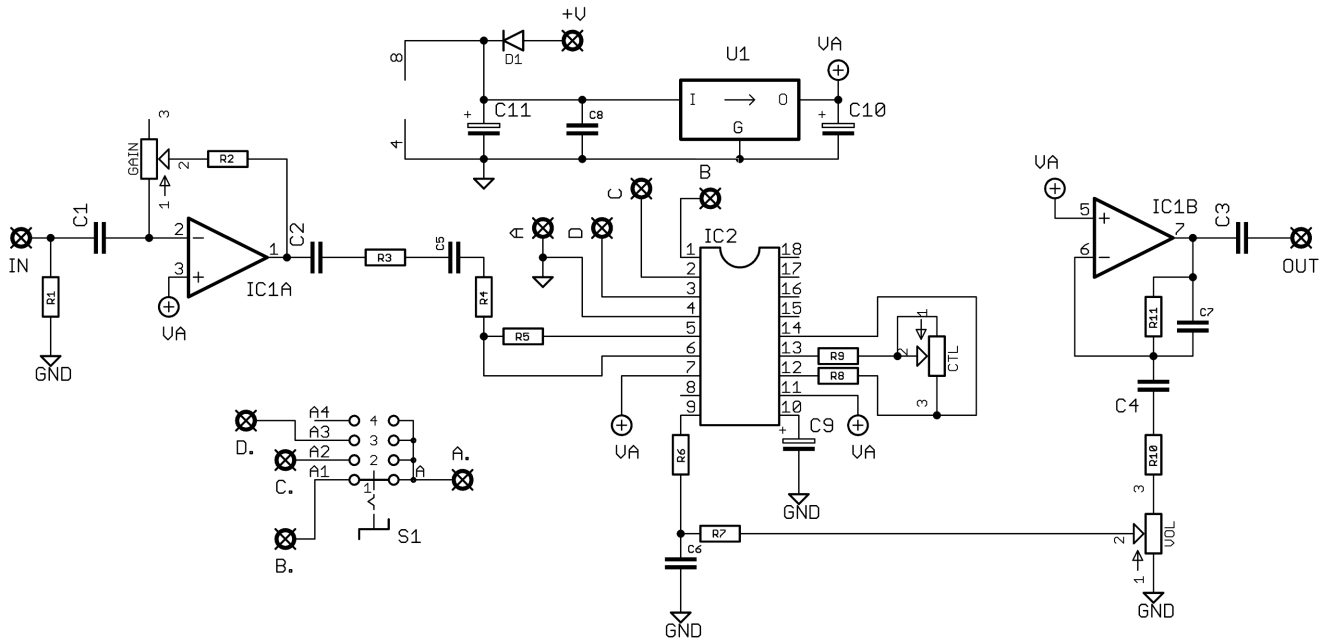 +V
8
D1
VA
U1
+
C11
C8
I
O
+
C10
G
4
3
GAIN
2
R2
1
B
C
VA
C1
2
−
1
C2
A
D
IC2
5
+
IC1B
7
C3
IN
3
+
IC1A
R3
C5
1
18
6
−
OUT
R1
VA
R4
2
17
3
16
R11
C7
4
15
1
R5
5
14
GND
6
13
R9
2
CTL
7
12
R8
8
11
3
C4
9
10
C9
+
VA
VA
A4
4
D.
A3
3
A2
2
A.
R6
R10
C.
A1
A
1
3
GND
S1
R7
2
VOL
B.
C6
1
GND
GND